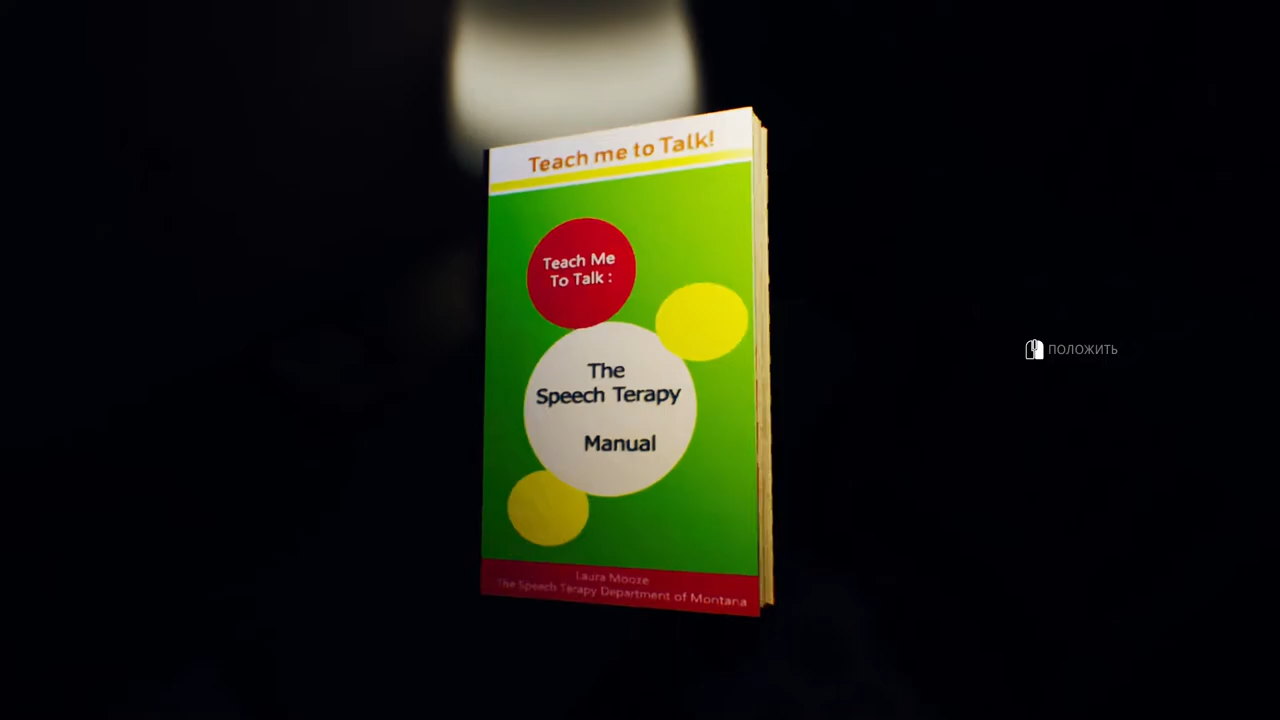 Teach me to Talk!
Teach Me
To Talk :
The
Speech Terapy
Manual
Laura Mooze
The Speech Terapy Department of Montana
ПОЛОЖИТЬ